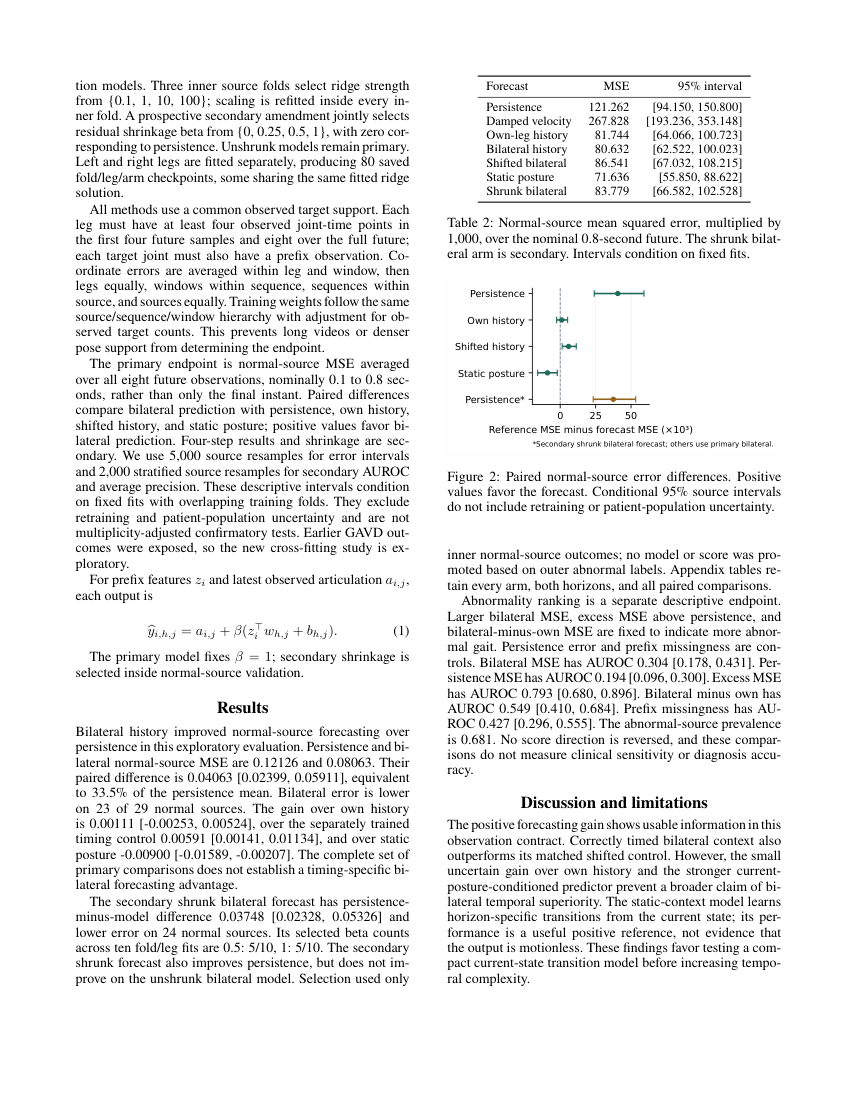 tion models. Three inner source folds select ridge strength
from {0.1, 1, 10, 100}; scaling is refitted inside every in-
ner fold. A prospective secondary amendment jointly selects
residual shrinkage beta from {0, 0.25, 0.5, 1}, with zero cor-
responding to persistence. Unshrunk models remain primary.
Left and right legs are fitted separately, producing 80 saved
fold/leg/arm checkpoints, some sharing the same fitted ridge
solution.
All methods use a common observed target support. Each
leg must have at least four observed joint-time points in
the first four future samples and eight over the full future;
each target joint must also have a prefix observation. Co-
ordinate errors are averaged within leg and window, then
legs equally, windows within sequence, sequences within
source, and sources equally. Training weights follow the same
source/sequence/window hierarchy with adjustment for ob-
served target counts. This prevents long videos or denser
pose support from determining the endpoint.
The primary endpoint is normal-source MSE averaged
over all eight future observations, nominally 0.1 to 0.8 sec-
onds, rather than only the final instant. Paired differences
compare bilateral prediction with persistence, own history,
shifted history, and static posture; positive values favor bi-
lateral prediction. Four-step results and shrinkage are sec-
ondary. We use 5,000 source resamples for error intervals
and 2,000 stratified source resamples for secondary AUROC
and average precision. These descriptive intervals condition
on fixed fits with overlapping training folds. They exclude
retraining and patient-population uncertainty and are not
multiplicity-adjusted confirmatory tests. Earlier GAVD out-
comes were exposed, so the new cross-fitting study is ex-
ploratory.
For prefix features z_i and latest observed articulation a_{i,j},
each output is
ŷ_{i,h,j} = a_{i,j} + β(z_i^⊤ w_{h,j} + b_{h,j}). (1)
The primary model fixes β = 1; secondary shrinkage is
selected inside normal-source validation.
Results
Bilateral history improved normal-source forecasting over
persistence in this exploratory evaluation. Persistence and bi-
lateral normal-source MSE are 0.12126 and 0.08063. Their
paired difference is 0.04063 [0.02399, 0.05911], equivalent
to 33.5% of the persistence mean. Bilateral error is lower
on 23 of 29 normal sources. The gain over own history
is 0.00111 [-0.00253, 0.00524], over the separately trained
timing control 0.00591 [0.00141, 0.01134], and over static
posture -0.00900 [-0.01589, -0.00207]. The complete set of
primary comparisons does not establish a timing-specific bi-
lateral forecasting advantage.
The secondary shrunk bilateral forecast has persistence-
minus-model difference 0.03748 [0.02328, 0.05326] and
lower error on 24 normal sources. Its selected beta counts
across ten fold/leg fits are 0.5: 5/10, 1: 5/10. The secondary
shrunk forecast also improves persistence, but does not im-
prove on the unshrunk bilateral model. Selection used only
Forecast MSE 95% interval
Persistence 121.262 [94.150, 150.800]
Damped velocity 267.828 [193.236, 353.148]
Own-leg history 81.744 [64.066, 100.723]
Bilateral history 80.632 [62.522, 100.023]
Shifted bilateral 86.541 [67.032, 108.215]
Static posture 71.636 [55.850, 88.622]
Shrunk bilateral 83.779 [66.582, 102.528]
Table 2: Normal-source mean squared error, multiplied by
1,000, over the nominal 0.8-second future. The shrunk bilat-
eral arm is secondary. Intervals condition on fixed fits.
Persistence
Own history
Shifted history
Static posture
Persistence*
0 25 50
Reference MSE minus forecast MSE (×10³)
*Secondary shrunk bilateral forecast; others use primary bilateral.
Figure 2: Paired normal-source error differences. Positive
values favor the forecast. Conditional 95% source intervals
do not include retraining or patient-population uncertainty.
inner normal-source outcomes; no model or score was pro-
moted based on outer abnormal labels. Appendix tables re-
tain every arm, both horizons, and all paired comparisons.
Abnormality ranking is a separate descriptive endpoint.
Larger bilateral MSE, excess MSE above persistence, and
bilateral-minus-own MSE are fixed to indicate more abnor-
mal gait. Persistence error and prefix missingness are con-
trols. Bilateral MSE has AUROC 0.304 [0.178, 0.431]. Per-
sistence MSE has AUROC 0.194 [0.096, 0.300]. Excess MSE
has AUROC 0.793 [0.680, 0.896]. Bilateral minus own has
AUROC 0.549 [0.410, 0.684]. Prefix missingness has AU-
ROC 0.427 [0.296, 0.555]. The abnormal-source prevalence
is 0.681. No score direction is reversed, and these compar-
isons do not measure clinical sensitivity or diagnosis accu-
racy.
Discussion and limitations
The positive forecasting gain shows usable information in this
observation contract. Correctly timed bilateral context also
outperforms its matched shifted control. However, the small
uncertain gain over own history and the stronger current-
posture-conditioned predictor prevent a broader claim of bi-
lateral temporal superiority. The static-context model learns
horizon-specific transitions from the current state; its per-
formance is a useful positive reference, not evidence that
the output is motionless. These findings favor testing a com-
pact current-state transition model before increasing tempo-
ral complexity.